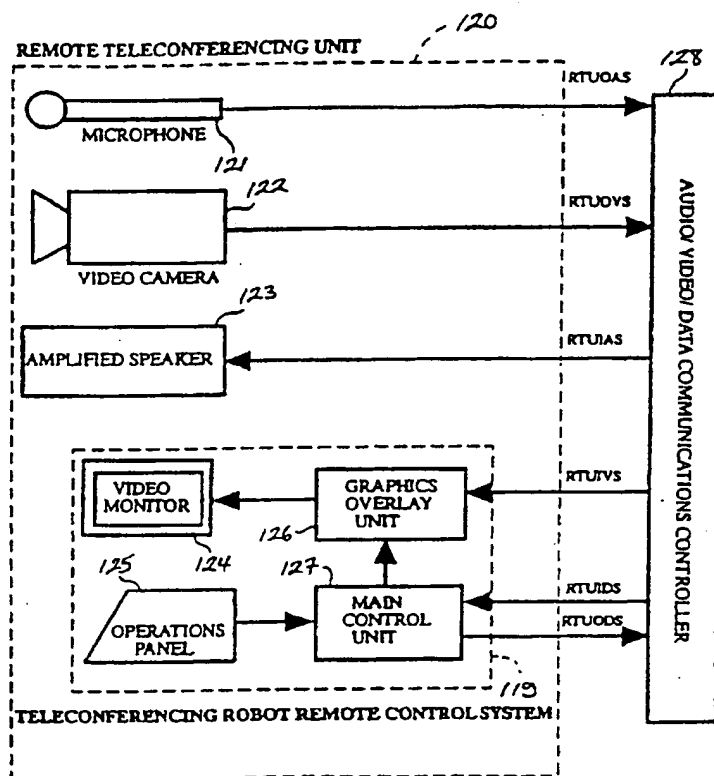 120
REMOTE TELECONFERENCING UNIT
128
RTUOAS
MICROPHONE
121
122
RTUOVS
VIDEO CAMERA
123
AMPLIFIED SPEAKER
RTUIAS
AUDIO/ VIDEO/ DATA COMMUNICATIONS CONTROLLER
VIDEO
MONITOR
GRAPHICS
OVERLAY
UNIT
RTUIVS
126
124
125
127
OPERATIONS
PANEL
MAIN
CONTROL
UNIT
RTUIDS
RTUODS
119
TELECONFERENCING ROBOT REMOTE CONTROL SYSTEM